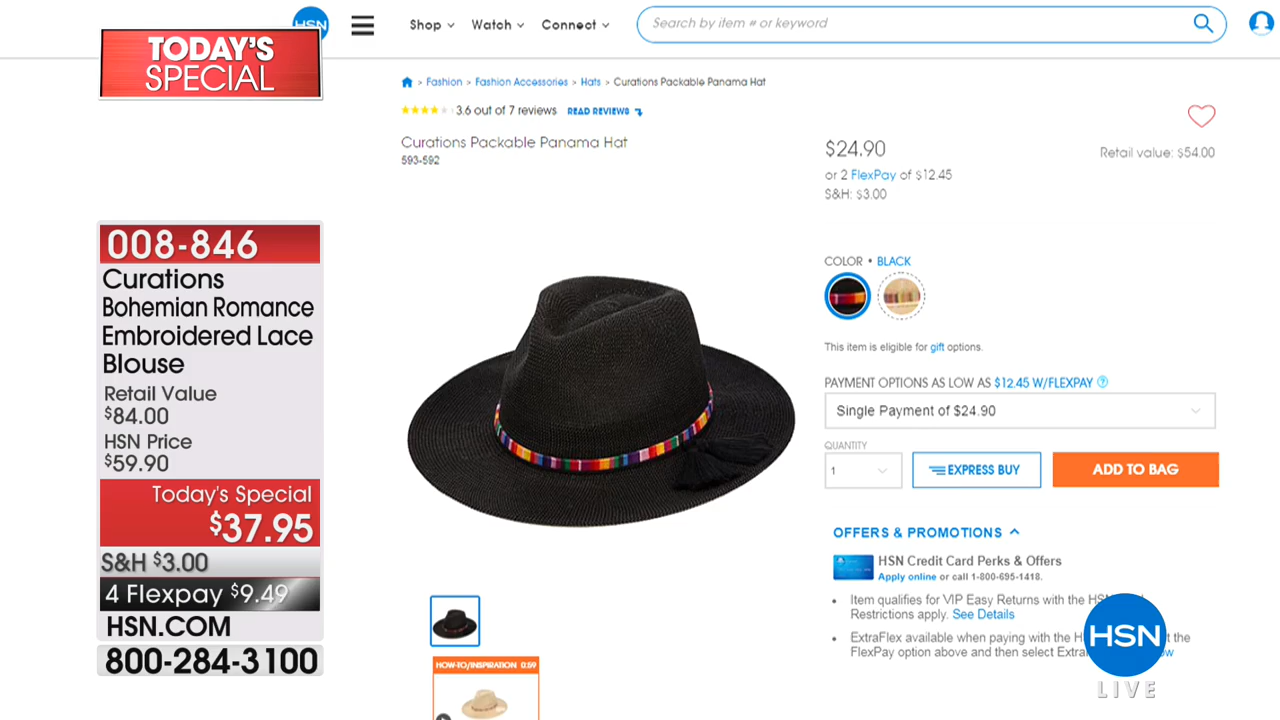 HSN
Shop Watch Connect
Search by item # or keyword
TODAY'S
SPECIAL
> Fashion > Fashion Accessories > Hats > Curations Packable Panama Hat
3.6 out of 7 reviews READ REVIEWS
Curations Packable Panama Hat
593-592
$24.90
Retail value: $54.00
or 2 FlexPay of $12.45
S&H: $3.00
008-846
Curations
Bohemian Romance
Embroidered Lace
Blouse
Retail Value
$84.00
HSN Price
$59.90
Today's Special
$37.95
S&H $3.00
4 Flexpay $9.49
HSN.COM
800-284-3100
COLOR • BLACK
This item is eligible for gift options.
PAYMENT OPTIONS AS LOW AS $12.45 W/FLEXPAY ?
Single Payment of $24.90
QUANTITY
1
EXPRESS BUY
ADD TO BAG
OFFERS & PROMOTIONS
HSN Credit Card Perks & Offers
Apply online or call 1-800-695-1418.
• Item qualifies for VIP Easy Returns with the HS
Restrictions apply. See Details
• ExtraFlex available when paying with the H t the
FlexPay option above and then select Extra ow
HOW-TO/INSPIRATION 0:59
HSN
LIVE